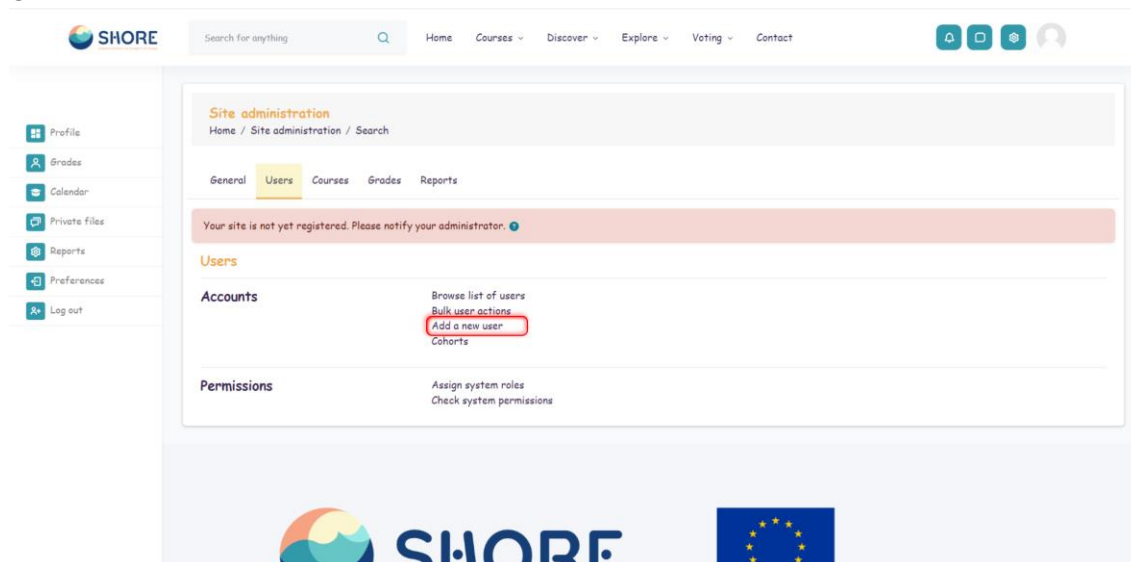 SHORE
Search for anything
Home Courses Discover Explore Voting Contact
Profile
Grades
Calendar
Private files
Reports
Preferences
Log out
Site administration
Home / Site administration / Search
General Users Courses Grades Reports
Your site is not yet registered. Please notify your administrator.
Users
Accounts
Browse list of users
Bulk user actions
Add a new user
Cohorts
Permissions
Assign system roles
Check system permissions
SHORE